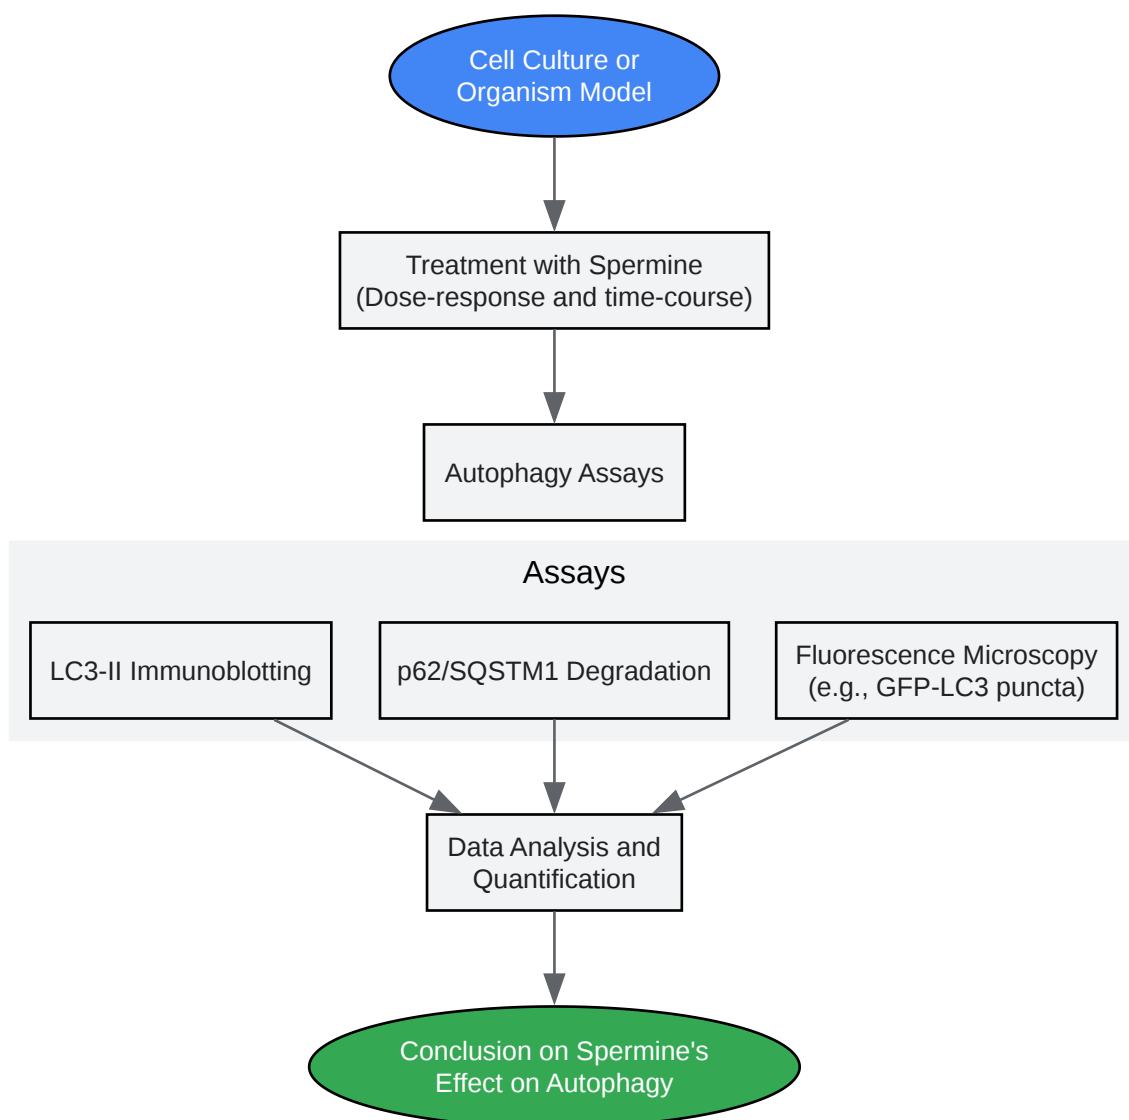 Cell Culture or
Organism Model
Treatment with Spermine
(Dose-response and time-course)
Autophagy Assays
Assays
LC3-II Immunoblotting
p62/SQSTM1 Degradation
Fluorescence Microscopy
(e.g., GFP-LC3 puncta)
Data Analysis and
Quantification
Conclusion on Spermine's
Effect on Autophagy